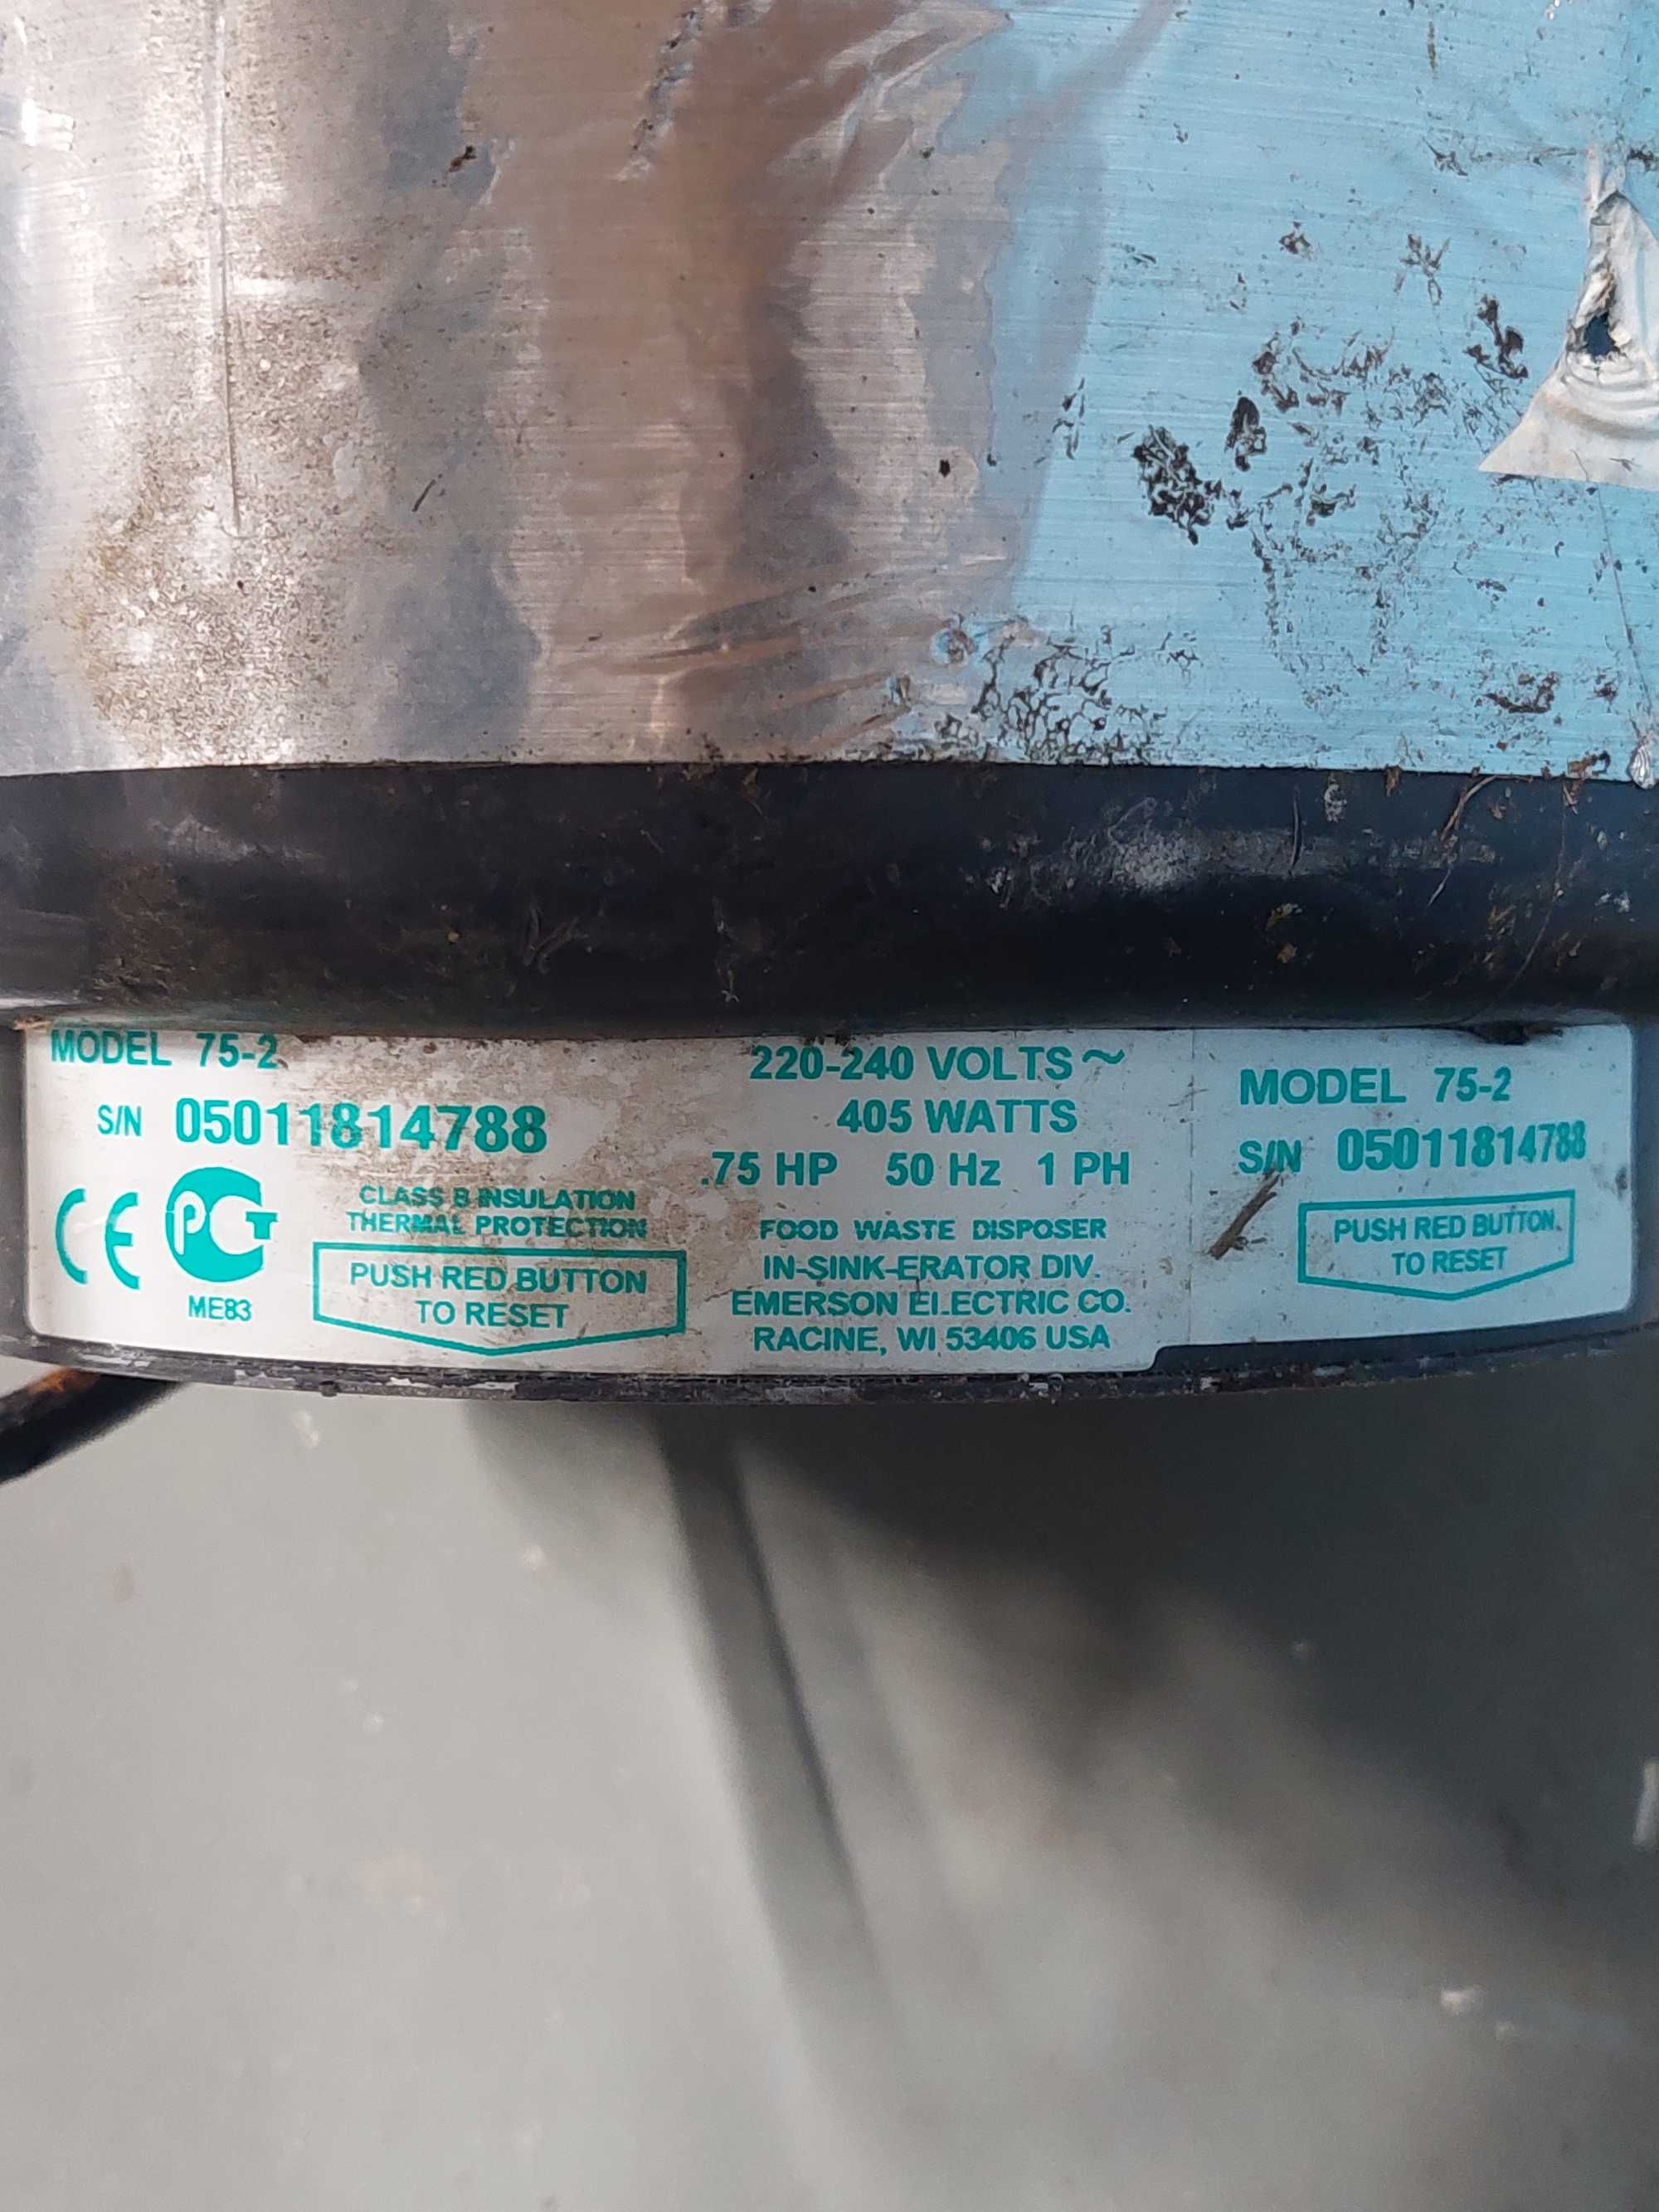 MODEL 75-2
S/N 05011814788
CE
PCT
ME83
CLASS B INSULATION
THERMAL PROTECTION
PUSH RED BUTTON
TO RESET
220-240 VOLTS ~
405 WATTS
.75 HP 50 Hz 1 PH
FOOD WASTE DISPOSER
IN-SINK-ERATOR DIV.
EMERSON ELECTRIC CO.
RACINE, WI 53406 USA
MODEL 75-2
S/N 05011814788
PUSH RED BUTTON
TO RESET